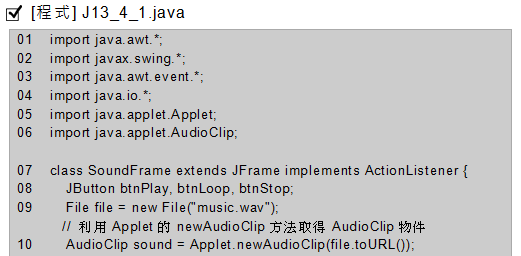 [程式] J13_4_1.java
01 import java.awt.*;
02 import javax.swing.*;
03 import java.awt.event.*;
04 import java.io.*;
05 import java.applet.Applet;
06 import java.applet.AudioClip;
07 class SoundFrame extends JFrame implements ActionListener {
08 JButton btnPlay, btnLoop, btnStop;
09 File file = new File("music.wav");
// 利用 Applet 的 newAudioClip 方法取得 AudioClip 物件
10 AudioClip sound = Applet.newAudioClip(file.toURL());